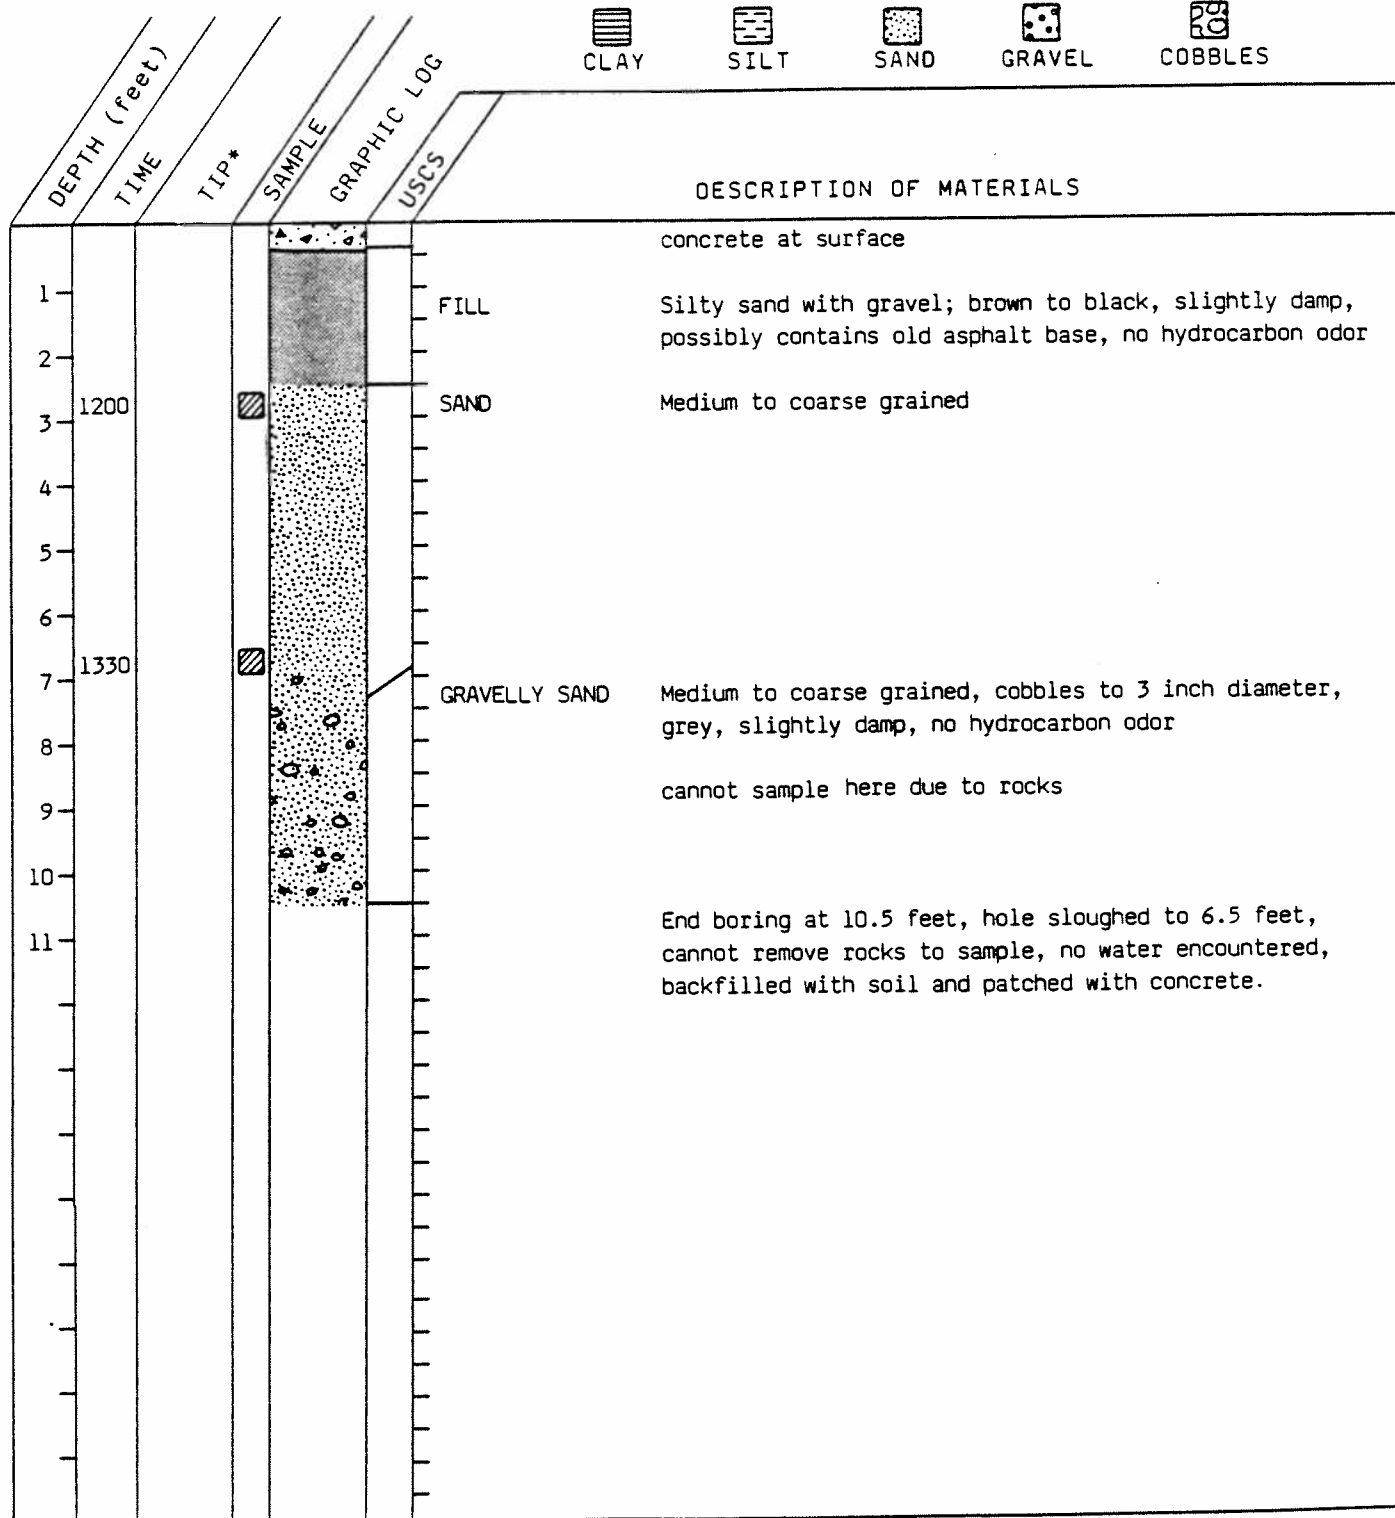 CLAY SILT SAND GRAVEL COBBLES
DEPTH (feet)
TIME
TIP*
SAMPLE
GRAPHIC LOG
USCS
DESCRIPTION OF MATERIALS
concrete at surface
1 FILL Silty sand with gravel; brown to black, slightly damp,
possibly contains old asphalt base, no hydrocarbon odor
2
1200 SAND Medium to coarse grained
3
4
5
6
1330
7 GRAVELLY SAND Medium to coarse grained, cobbles to 3 inch diameter,
grey, slightly damp, no hydrocarbon odor
8
cannot sample here due to rocks
9
10
End boring at 10.5 feet, hole sloughed to 6.5 feet,
11 cannot remove rocks to sample, no water encountered,
backfilled with soil and patched with concrete.